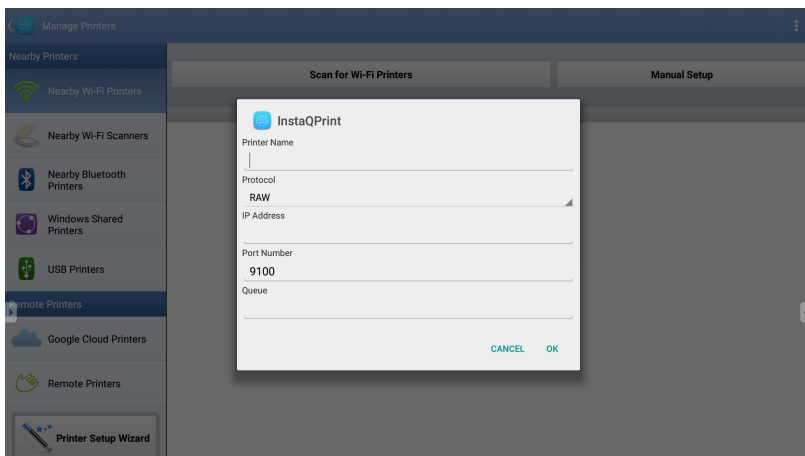 Manage Printers
Nearby Printers
Nearby Wi-Fi Printers
Nearby Wi-Fi Scanners
Nearby Bluetooth
Printers
Windows Shared
Printers
USB Printers
Remote Printers
Google Cloud Printers
Remote Printers
Printer Setup Wizard
Scan for Wi-Fi Printers
Manual Setup
InstaQPrint
Printer Name
Protocol
RAW
IP Address
Port Number
9100
Queue
CANCEL OK